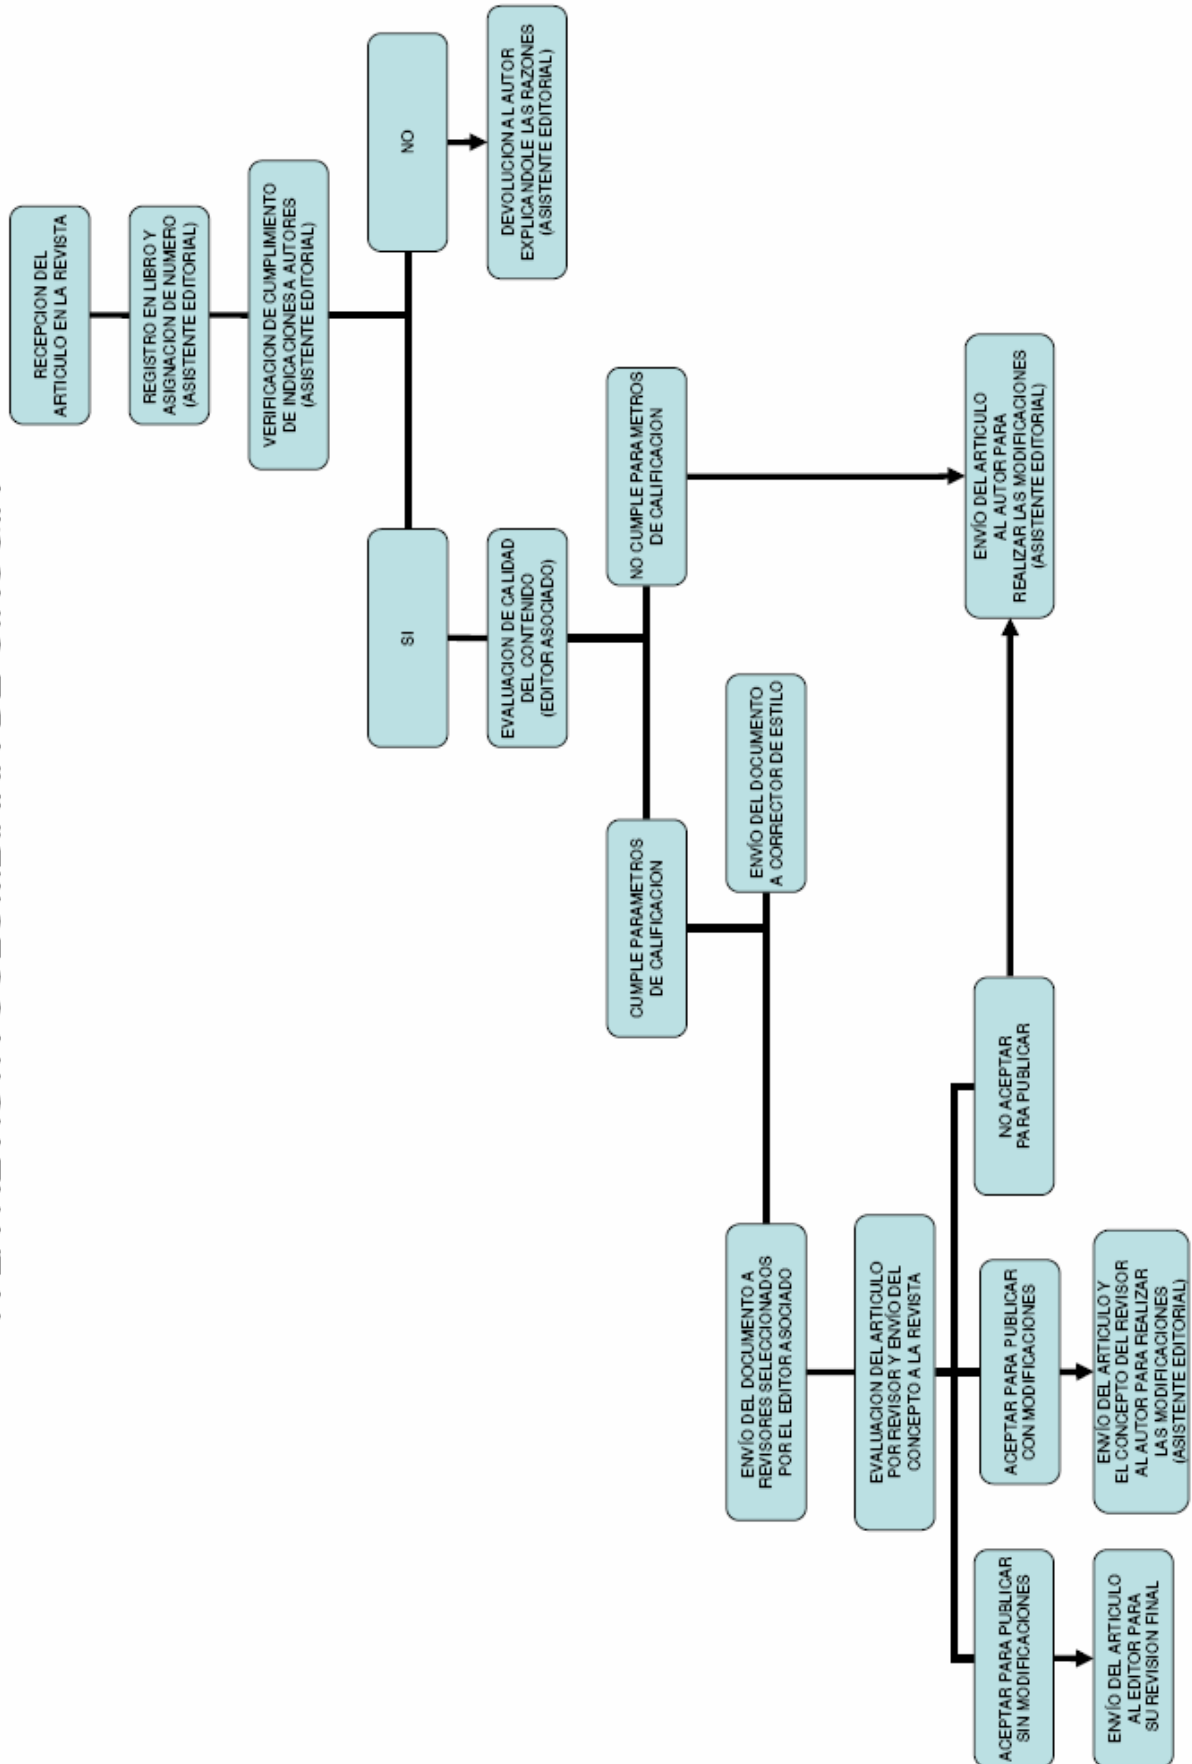 RECEPCION DEL
ARTICULO EN LA REVISTA
REGISTRO EN LIBRO Y
ASIGNACION DE NUMERO
(ASISTENTE EDITORIAL)
VERIFICACION DE CUMPLIMIENTO
DE INDICACIONES A AUTORES
(ASISTENTE EDITORIAL)
SI
NO
EVALUACION DE CALIDAD
DEL CONTENIDO
(EDITOR ASOCIADO)
DEVOLUCION AL AUTOR
EXPLICANDOLE LAS RAZONES
(ASISTENTE EDITORIAL)
CUMPLE PARAMETROS
DE CALIFICACION
NO CUMPLE PARAMETROS
DE CALIFICACION
ENVÍO DEL DOCUMENTO A
REVISORES SELECCIONADOS
POR EL EDITOR ASOCIADO
ENVÍO DEL DOCUMENTO
A CORRECTOR DE ESTILO
EVALUACION DEL ARTICULO
POR REVISOR Y ENVÍO DEL
CONCEPTO A LA REVISTA
ACEPTAR PARA PUBLICAR
SIN MODIFICACIONES
ACEPTAR PARA PUBLICAR
CON MODIFICACIONES
NO ACEPTAR
PARA PUBLICAR
ENVÍO DEL ARTICULO
AL AUTOR PARA
REALIZAR LAS MODIFICACIONES
(ASISTENTE EDITORIAL)
ENVÍO DEL ARTICULO
AL EDITOR PARA
SU REVISION FINAL
ENVÍO DEL ARTICULO Y
EL CONCEPTO DEL REVISOR
AL AUTOR PARA REALIZAR
LAS MODIFICACIONES
(ASISTENTE EDITORIAL)